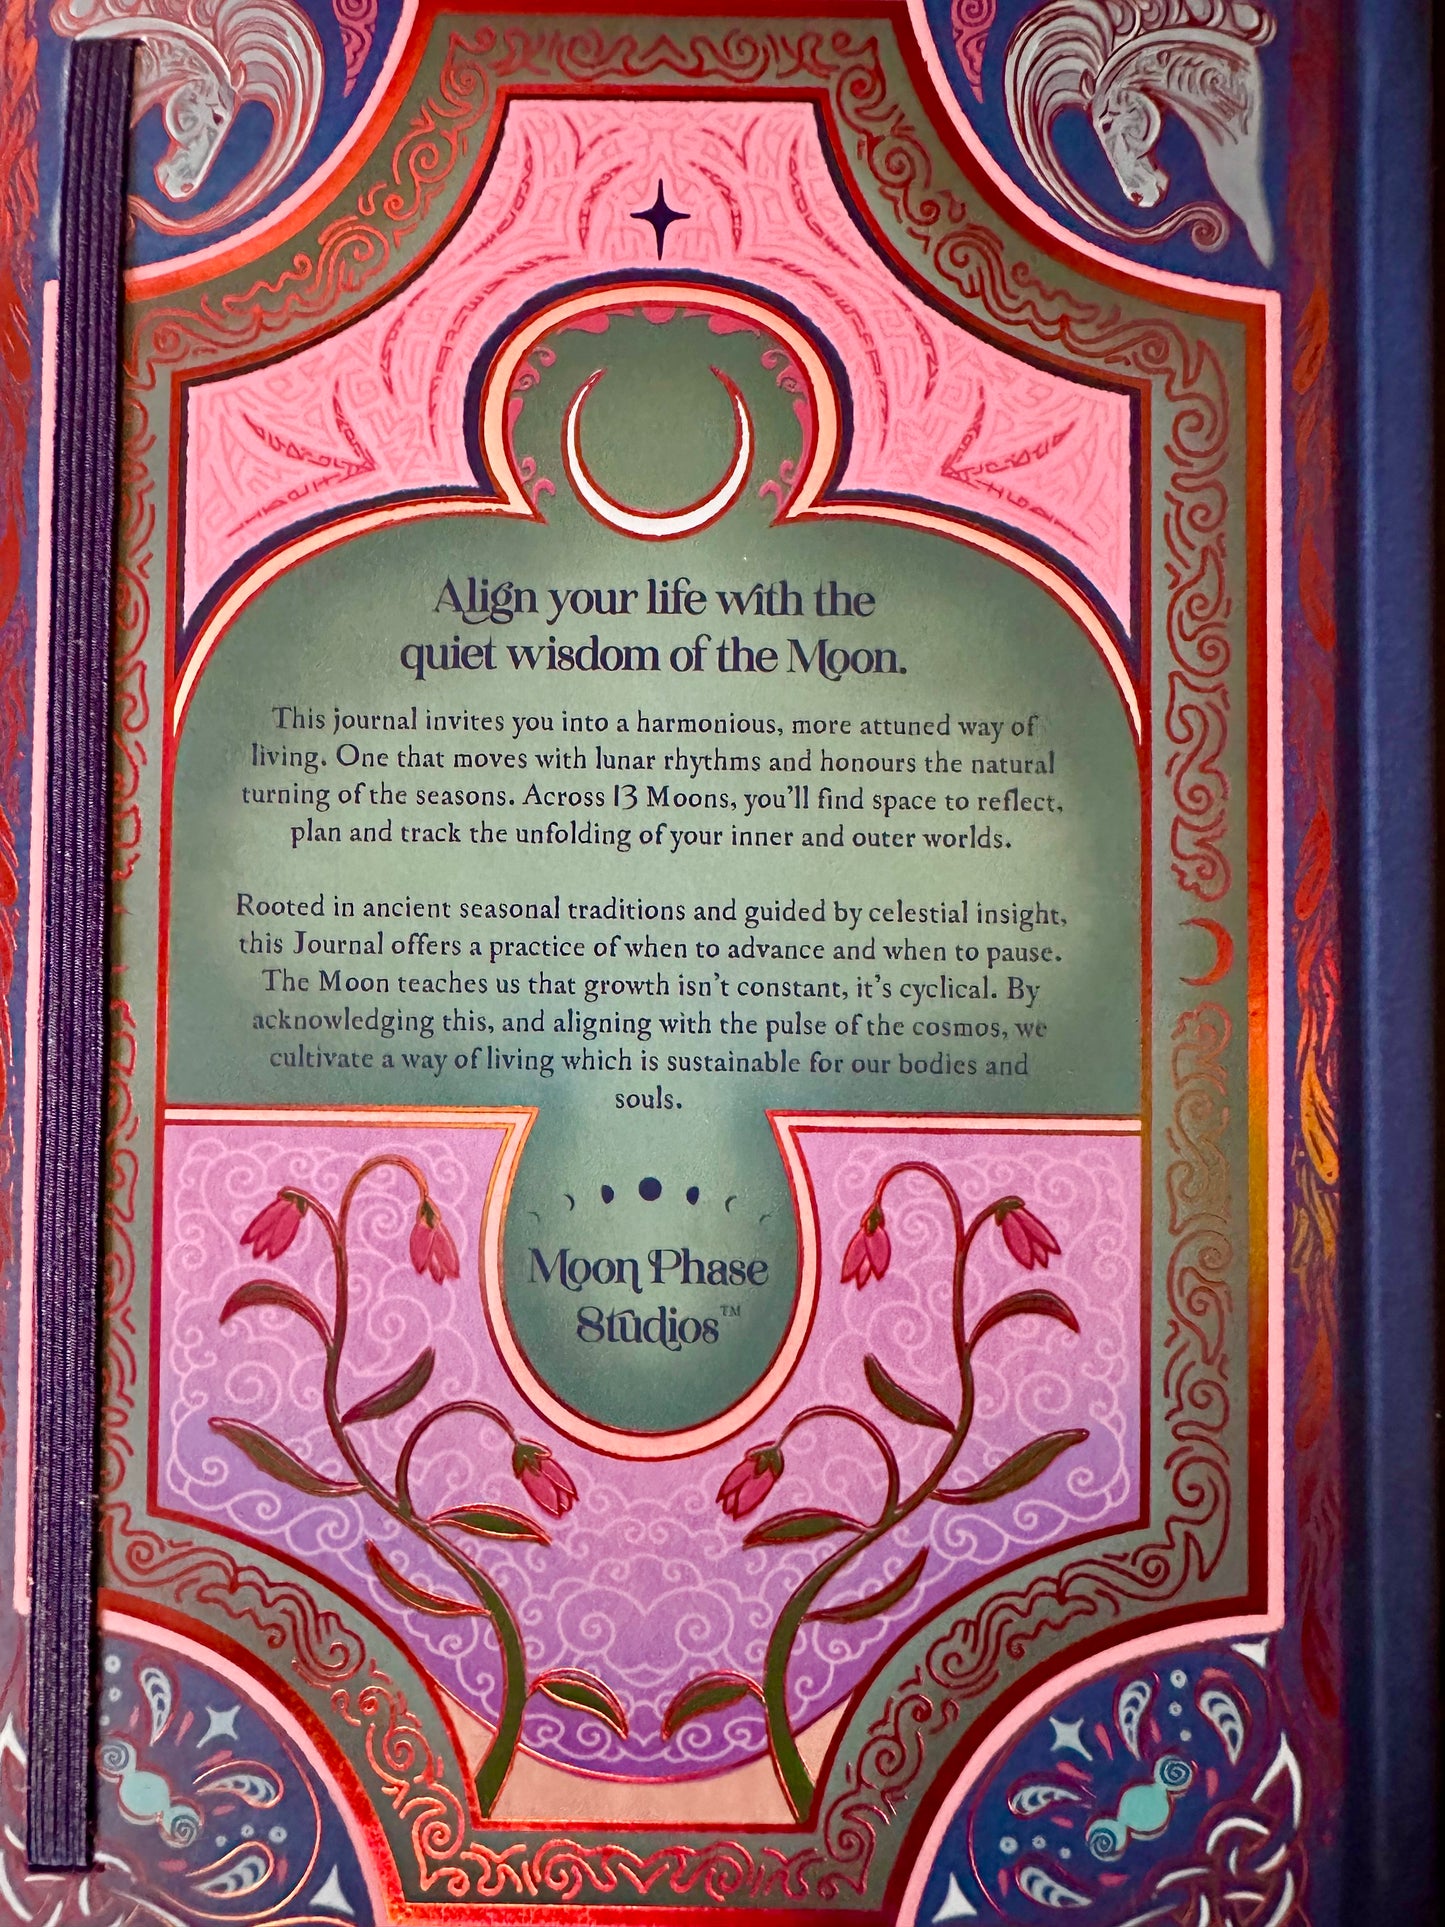 Align your life with the
quiet wisdom of the Moon.
This journal invites you into a harmonious, more attuned way of
living. One that moves with lunar rhythms and honours the natural
turning of the seasons. Across 13 Moons, you'll find space to reflect,
plan and track the unfolding of your inner and outer worlds.
Rooted in ancient seasonal traditions and guided by celestial insight,
this Journal offers a practice of when to advance and when to pause.
The Moon teaches us that growth isn't constant, it's cyclical. By
acknowledging this, and aligning with the pulse of the cosmos, we
cultivate a way of living which is sustainable for our bodies and
souls.
Moon Phase
Studios™